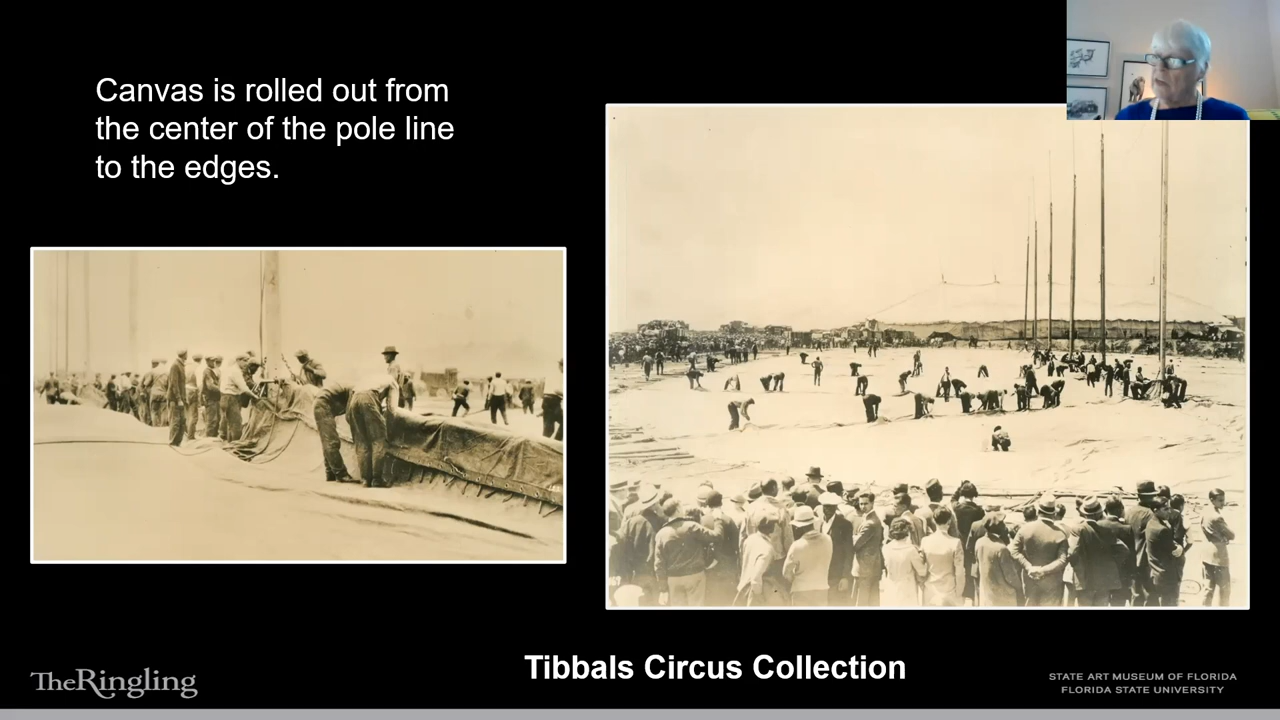 Canvas is rolled out from
the center of the pole line
to the edges.
Tibbals Circus Collection
TheRingling
STATE ART MUSEUM OF FLORIDA
FLORIDA STATE UNIVERSITY